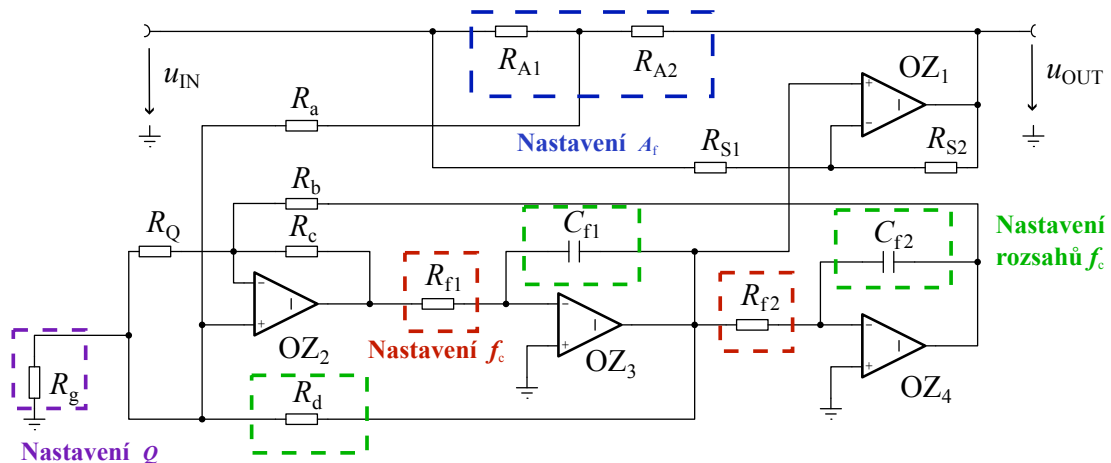 R_A1
R_A2
u_IN
OZ_1
u_OUT
R_a
Nastavení A_f
R_S1
R_S2
R_b
R_Q
R_c
C_f1
C_f2
Nastavení
rozsahů f_c
R_f1
R_f2
Nastavení f_c
OZ_2
OZ_3
OZ_4
R_g
R_d
Nastavení Q